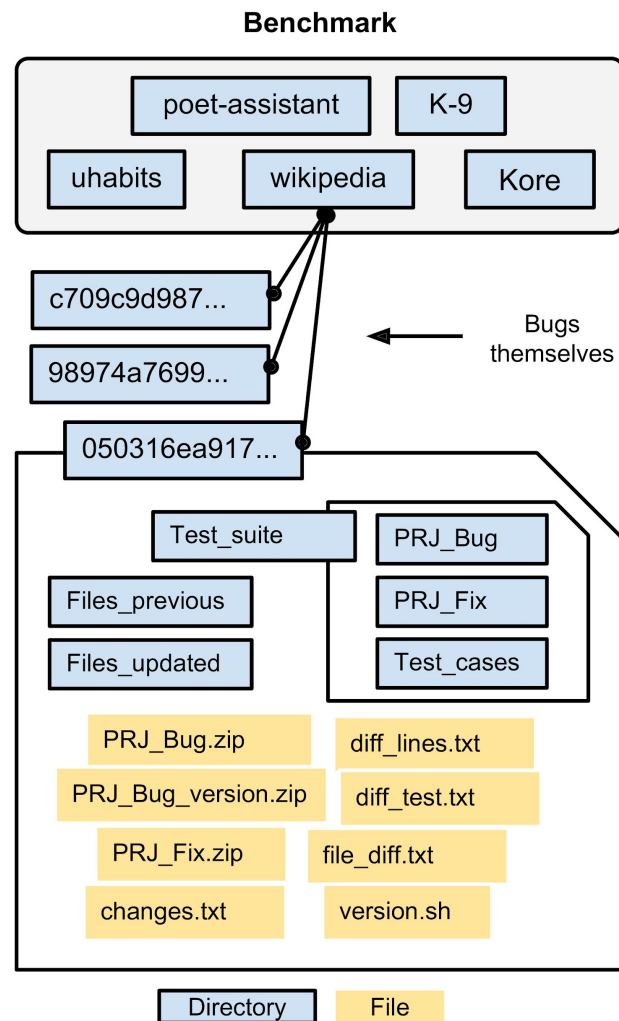 Benchmark
poet-assistant
K-9
uhabits
wikipedia
Kore
c709c9d987...
98974a7699...
050316ea917...
Bugs
themselves
Test_suite
PRJ_Bug
Files_previous
PRJ_Fix
Files_updated
Test_cases
PRJ_Bug.zip
diff_lines.txt
PRJ_Bug_version.zip
diff_test.txt
PRJ_Fix.zip
file_diff.txt
changes.txt
version.sh
Directory
File